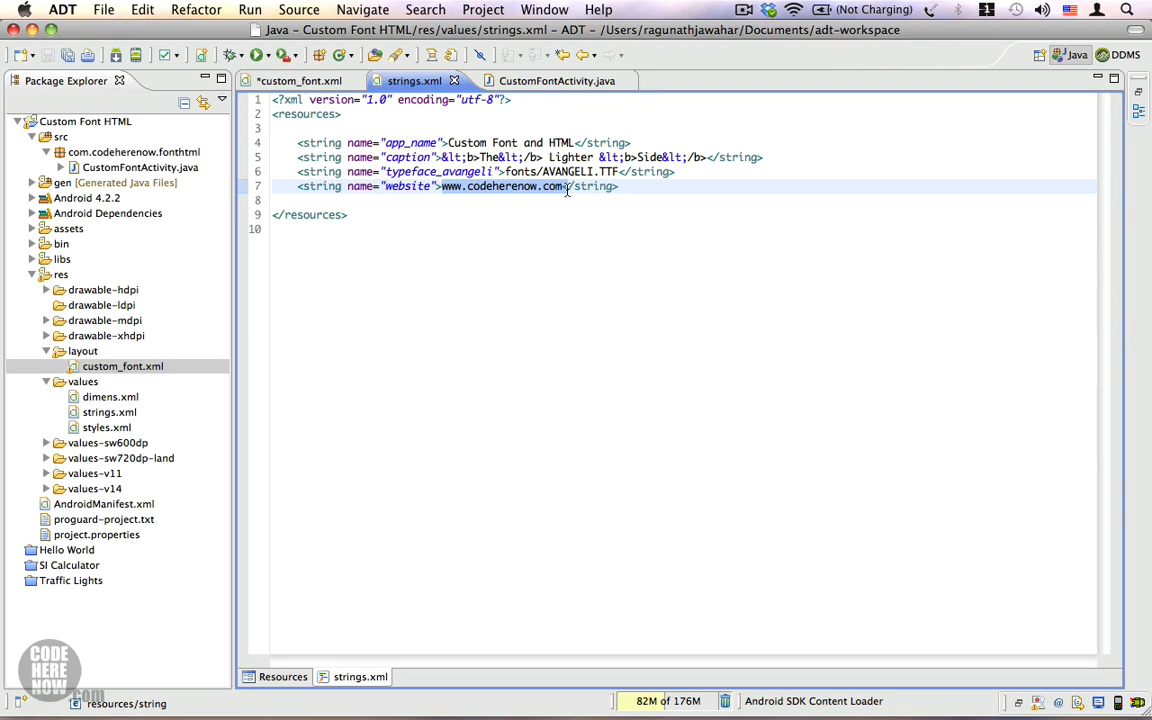 ADT File Edit Refactor Run Source Navigate Search Project Window Help (Not Charging)
Java - Custom Font HTML/res/values/strings.xml - ADT - /Users/ragunathjawahar/Documents/adt-workspace
Java DDMS
Package Explorer
*custom_font.xml strings.xml CustomFontActivity.java
Custom Font HTML
src
com.codeherenow.fonthtml
CustomFontActivity.java
gen [Generated Java Files]
Android 4.2.2
Android Dependencies
assets
bin
libs
res
drawable-hdpi
drawable-ldpi
drawable-mdpi
drawable-xhdpi
layout
custom_font.xml
values
dimens.xml
strings.xml
styles.xml
values-sw600dp
values-sw720dp-land
values-v11
values-v14
AndroidManifest.xml
proguard-project.txt
project.properties
Hello World
SI Calculator
Traffic Lights
1 <?xml version="1.0" encoding="utf-8"?>
2 <resources>
3
4 <string name="app_name">Custom Font and HTML</string>
5 <string name="caption">&lt;b>The&lt;/b> Lighter &lt;b>Side&lt;/b></string>
6 <string name="typeface_avangeli">fonts/AVANGELI.TTF</string>
7 <string name="website">www.codeherenow.com</string>
8
9 </resources>
10
Resources strings.xml
CODE
HERE
NOW
.com
resources/string
82M of 176M
Android SDK Content Loader